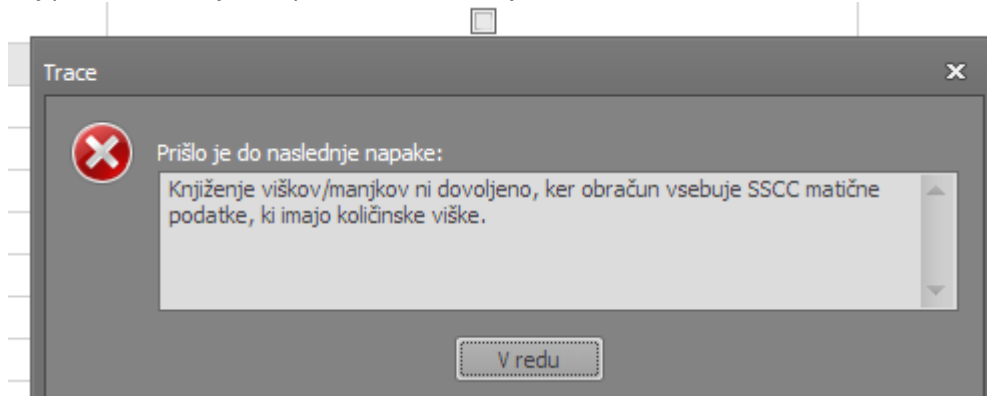 Trace
Prišlo je do naslednje napake:
Knjiženje viškov/manjkov ni dovoljeno, ker obračun vsebuje SSCC matične
podatke, ki imajo količinske viške.
V redu